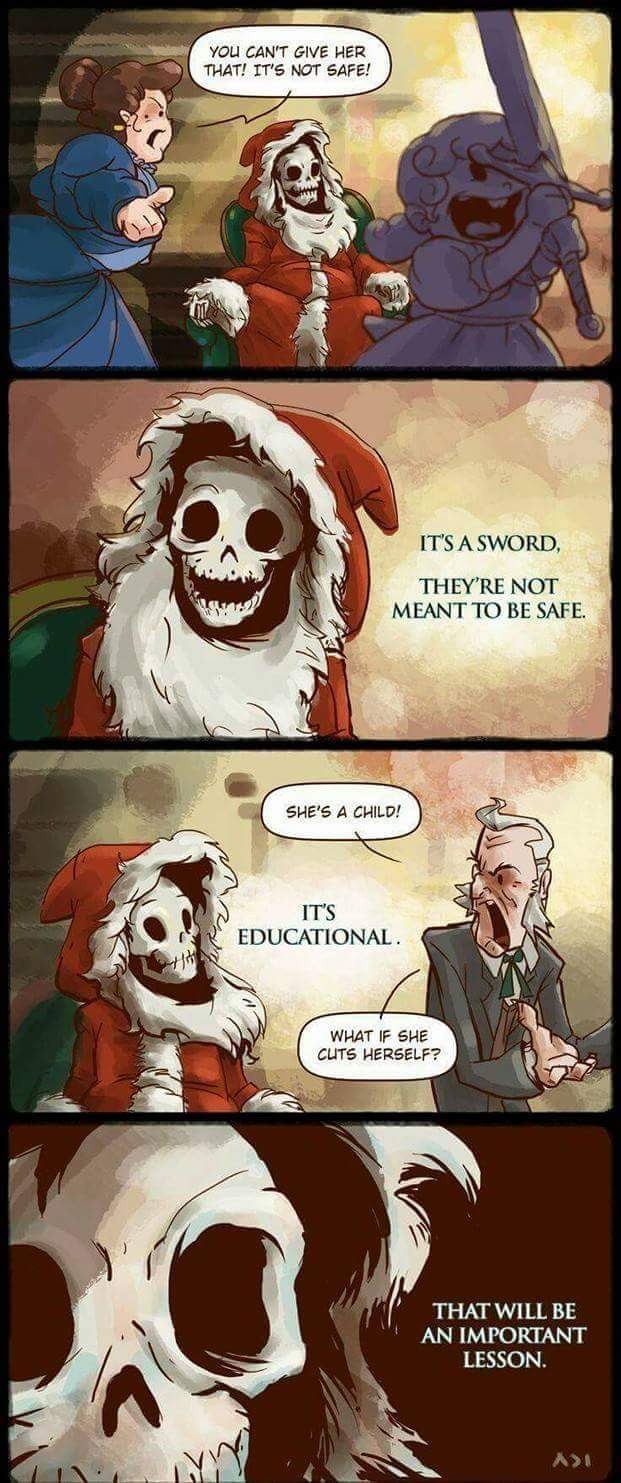 YOU CAN'T GIVE HER
THAT! IT'S NOT SAFE!
IT'S A SWORD,
THEY'RE NOT
MEANT TO BE SAFE.
SHE'S A CHILD!
IT'S
EDUCATIONAL.
WHAT IF SHE
CUTS HERSELF?
THAT WILL BE
AN IMPORTANT
LESSON.